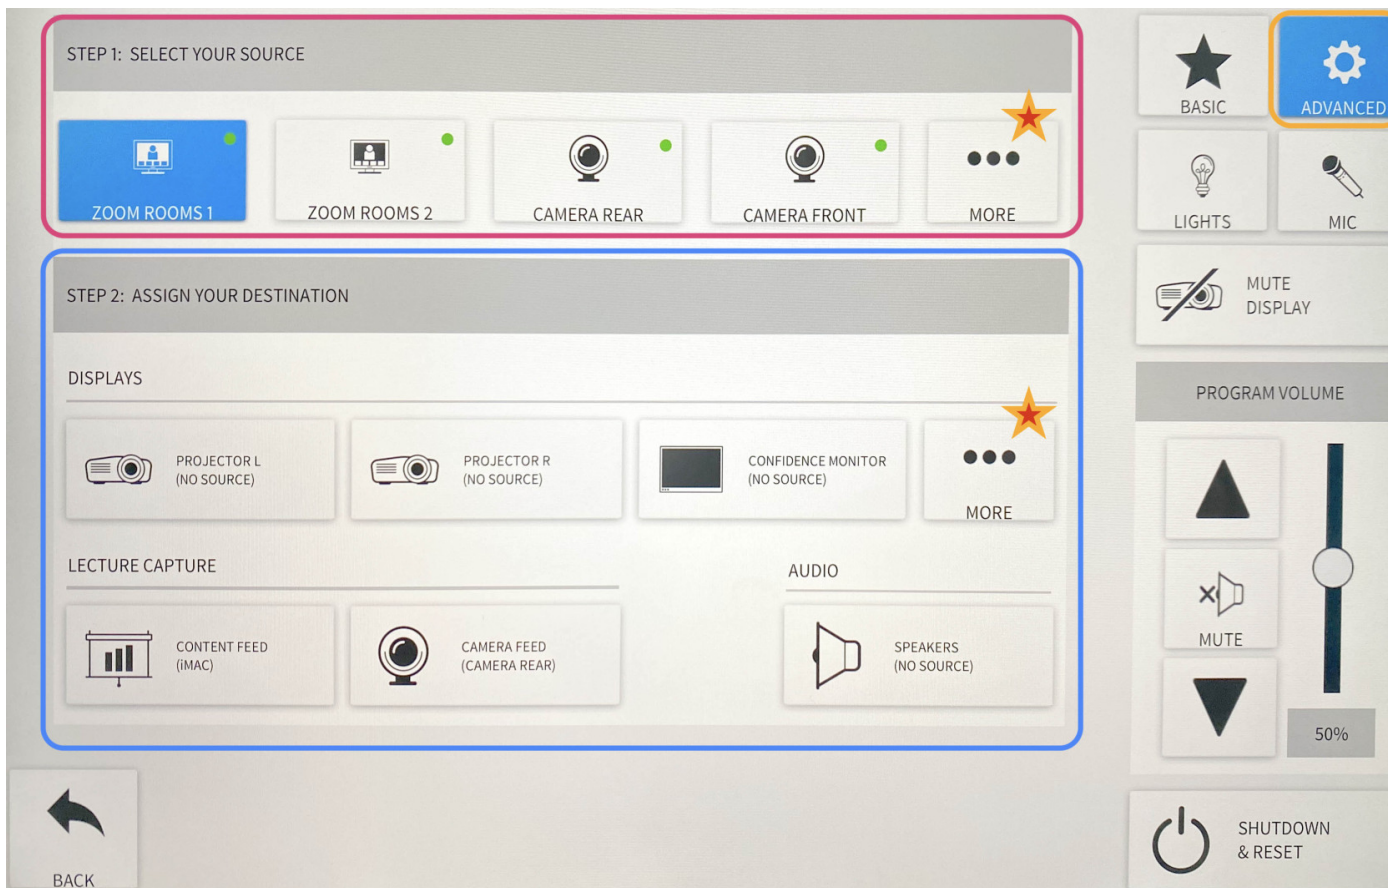 STEP 1: SELECT YOUR SOURCE
ZOOM ROOMS 1
ZOOM ROOMS 2
CAMERA REAR
CAMERA FRONT
MORE
STEP 2: ASSIGN YOUR DESTINATION
DISPLAYS
PROJECTOR L
(NO SOURCE)
PROJECTOR R
(NO SOURCE)
CONFIDENCE MONITOR
(NO SOURCE)
MORE
LECTURE CAPTURE
CONTENT FEED
(iMAC)
CAMERA FEED
(CAMERA REAR)
AUDIO
SPEAKERS
(NO SOURCE)
BACK
BASIC
ADVANCED
LIGHTS
MIC
MUTE
DISPLAY
PROGRAM VOLUME
MUTE
50%
SHUTDOWN
& RESET